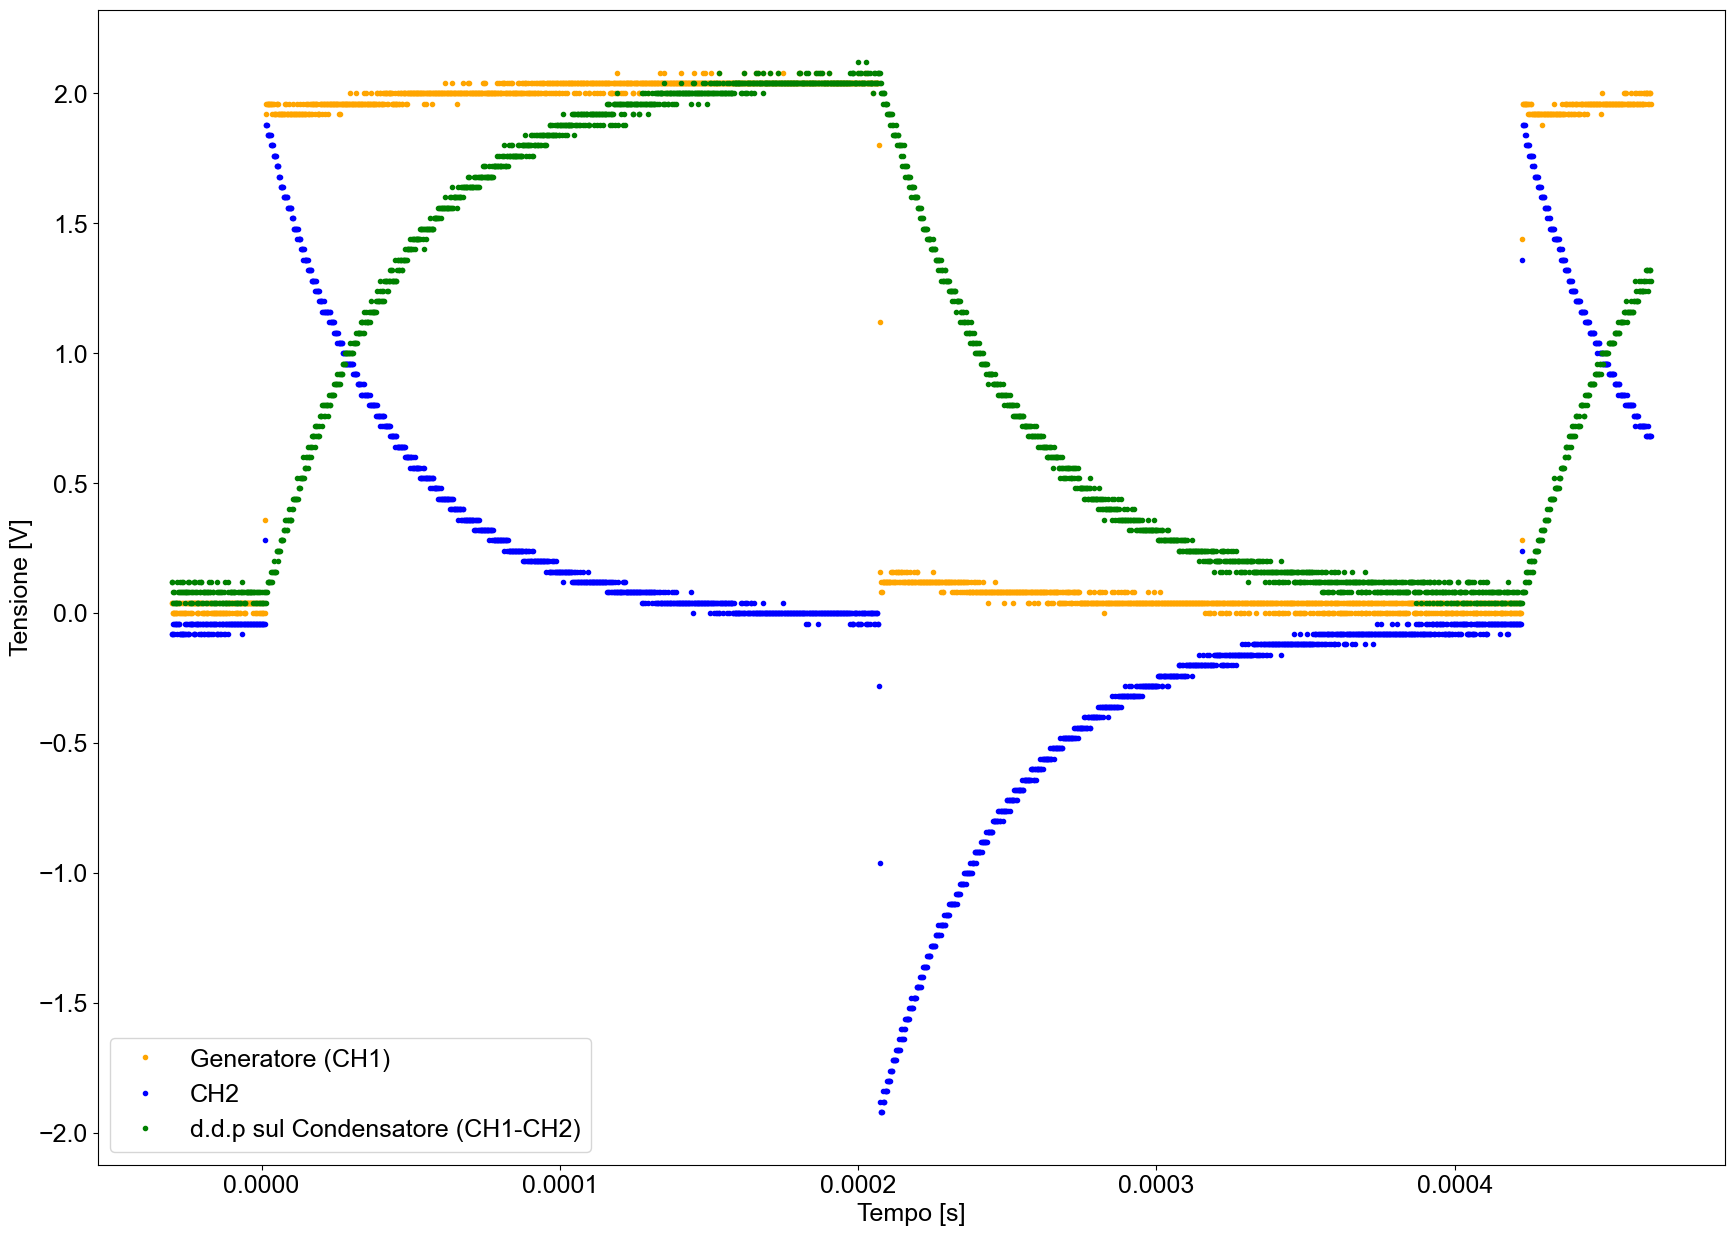 Tensione [V]
2.0
1.5
1.0
0.5
0.0
−0.5
−1.0
−1.5
−2.0
Generatore (CH1)
CH2
d.d.p sul Condensatore (CH1-CH2)
0.0000 0.0001 0.0002 0.0003 0.0004
Tempo [s]